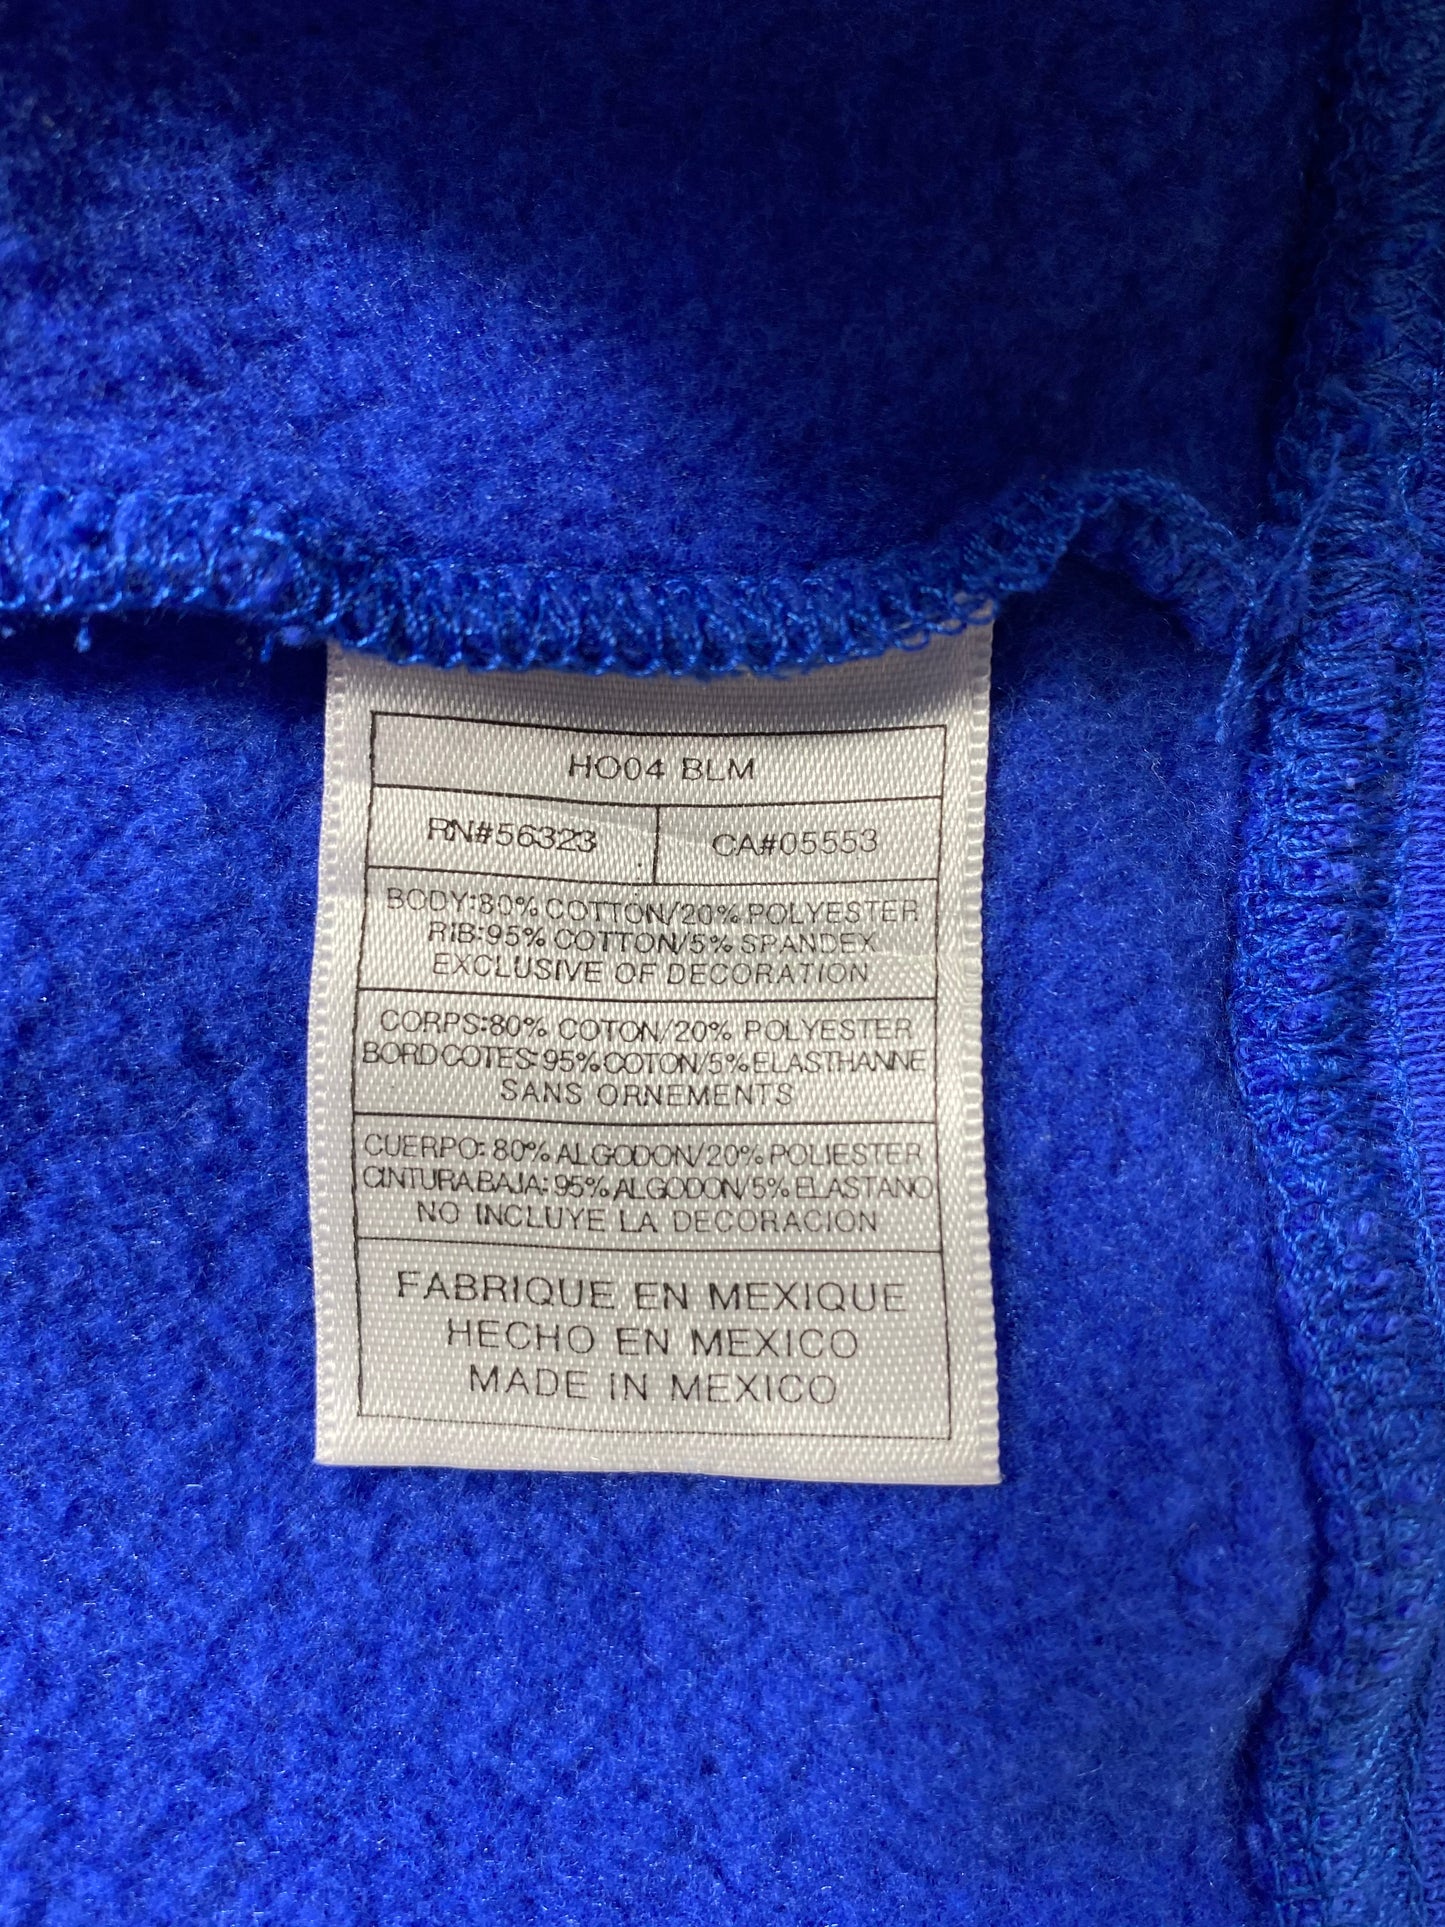 HO04 BLM
RN#56323
CA#05553
BODY:80% COTTON/20% POLYESTER
RIB:95% COTTON/5% SPANDEX
EXCLUSIVE OF DECORATION
CORPS:80% COTON/20% POLYESTER
BORD COTES:95% COTON/5% ELASTHANNE
SANS ORNEMENTS
CUERPO: 80% ALGODON/20% POLIESTER
CINTURA BAJA: 95% ALGODON/5% ELASTANO
NO INCLUYE LA DECORACION
FABRIQUE EN MEXIQUE
HECHO EN MEXICO
MADE IN MEXICO